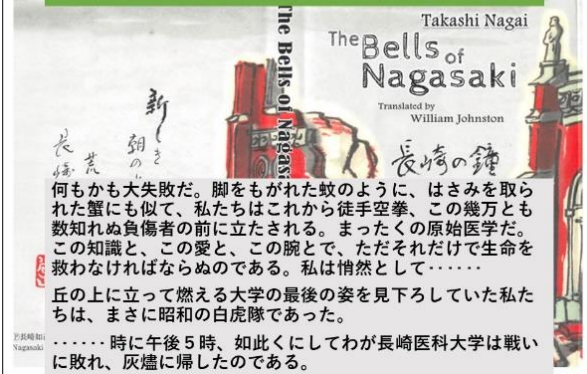 Takashi Nagai
The Bells of
Nagasaki
Translated by
William Johnston
長崎の鐘
The Bells of Nagasa
新しき
朝の
荒
長崎
何もかも大失敗だ。脚をもがれた蚊のように、はさみを取ら
れた蟹にも似て、私たちはこれから徒手空拳、この幾万とも
数知れぬ負傷者の前に立たされる。まったくの原始医学だ。
この知識と、この愛と、この腕とで、ただそれだけで生命を
救わなければならぬのである。私は悄然として‥‥‥
丘の上に立って燃える大学の最後の姿を見下ろしていた私た
ちは、まさに昭和の白虎隊であった。
‥‥‥時に午後５時、如此くにしてわが長崎医科大学は戦い
に敗れ、灰燼に帰したのである。
Nagasaki